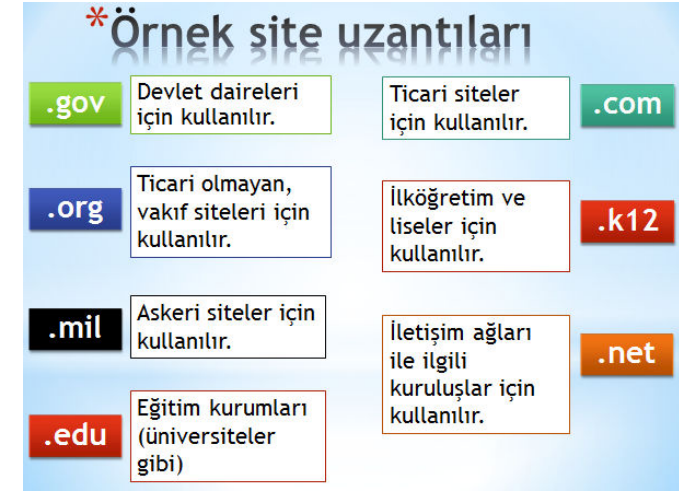 *Örnek site uzantıları
.gov
Devlet daireleri
için kullanılır.
.org
Ticari olmayan,
vakıf siteleri için
kullanılır.
.mil
Askeri siteler için
kullanılır.
.edu
Eğitim kurumları
(üniversiteler
gibi)
Ticari siteler
için kullanılır.
.com
İlköğretim ve
liseler için
kullanılır.
.k12
İletişim ağları
ile ilgili
kuruluşlar için
kullanılır.
.net